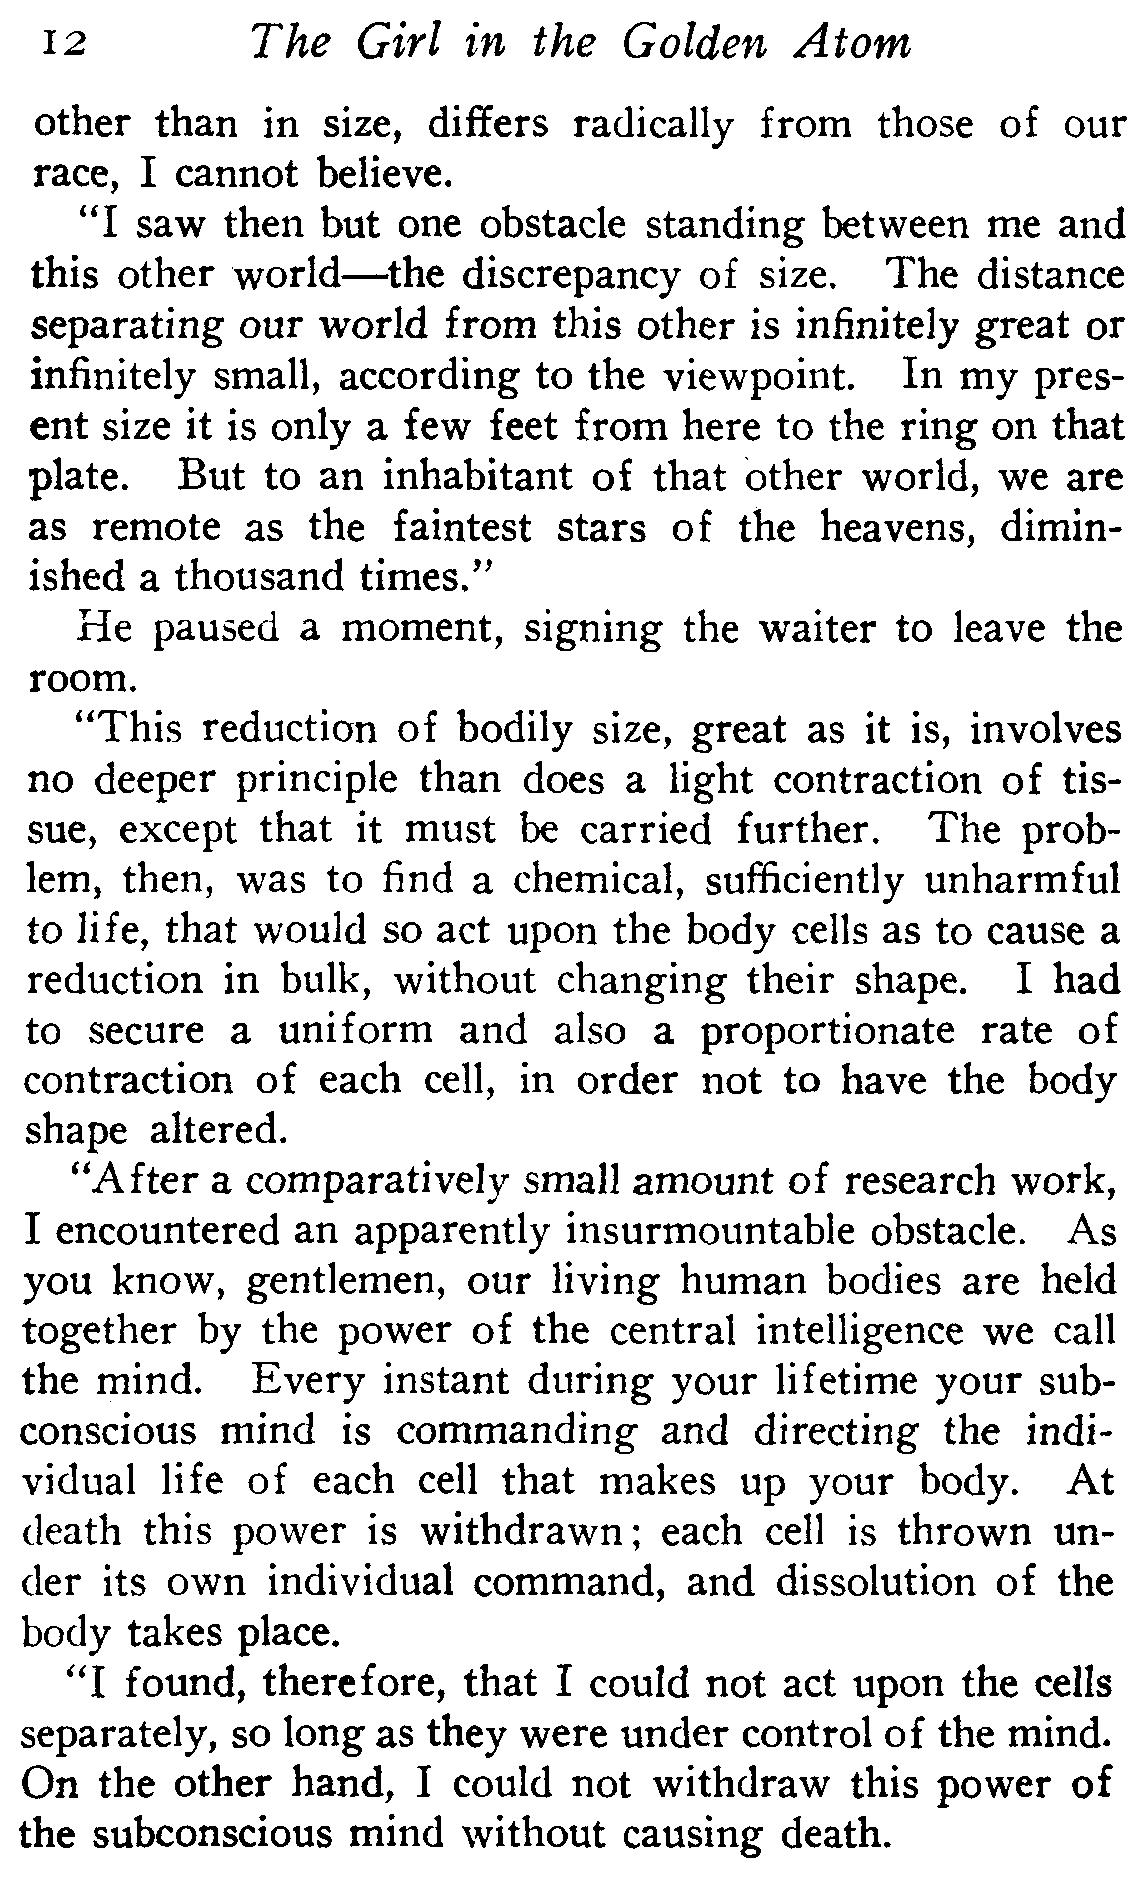 12 The Girl in the Golden Atom
other than in size, differs radically from those of our
race, I cannot believe.
"I saw then but one obstacle standing between me and
this other world—the discrepancy of size. The distance
separating our world from this other is infinitely great or
infinitely small, according to the viewpoint. In my pres-
ent size it is only a few feet from here to the ring on that
plate. But to an inhabitant of that other world, we are
as remote as the faintest stars of the heavens, dimin-
ished a thousand times."
He paused a moment, signing the waiter to leave the
room.
"This reduction of bodily size, great as it is, involves
no deeper principle than does a light contraction of tis-
sue, except that it must be carried further. The prob-
lem, then, was to find a chemical, sufficiently unharmful
to life, that would so act upon the body cells as to cause a
reduction in bulk, without changing their shape. I had
to secure a uniform and also a proportionate rate of
contraction of each cell, in order not to have the body
shape altered.
"After a comparatively small amount of research work,
I encountered an apparently insurmountable obstacle. As
you know, gentlemen, our living human bodies are held
together by the power of the central intelligence we call
the mind. Every instant during your lifetime your sub-
conscious mind is commanding and directing the indi-
vidual life of each cell that makes up your body. At
death this power is withdrawn; each cell is thrown un-
der its own individual command, and dissolution of the
body takes place.
"I found, therefore, that I could not act upon the cells
separately, so long as they were under control of the mind.
On the other hand, I could not withdraw this power of
the subconscious mind without causing death.